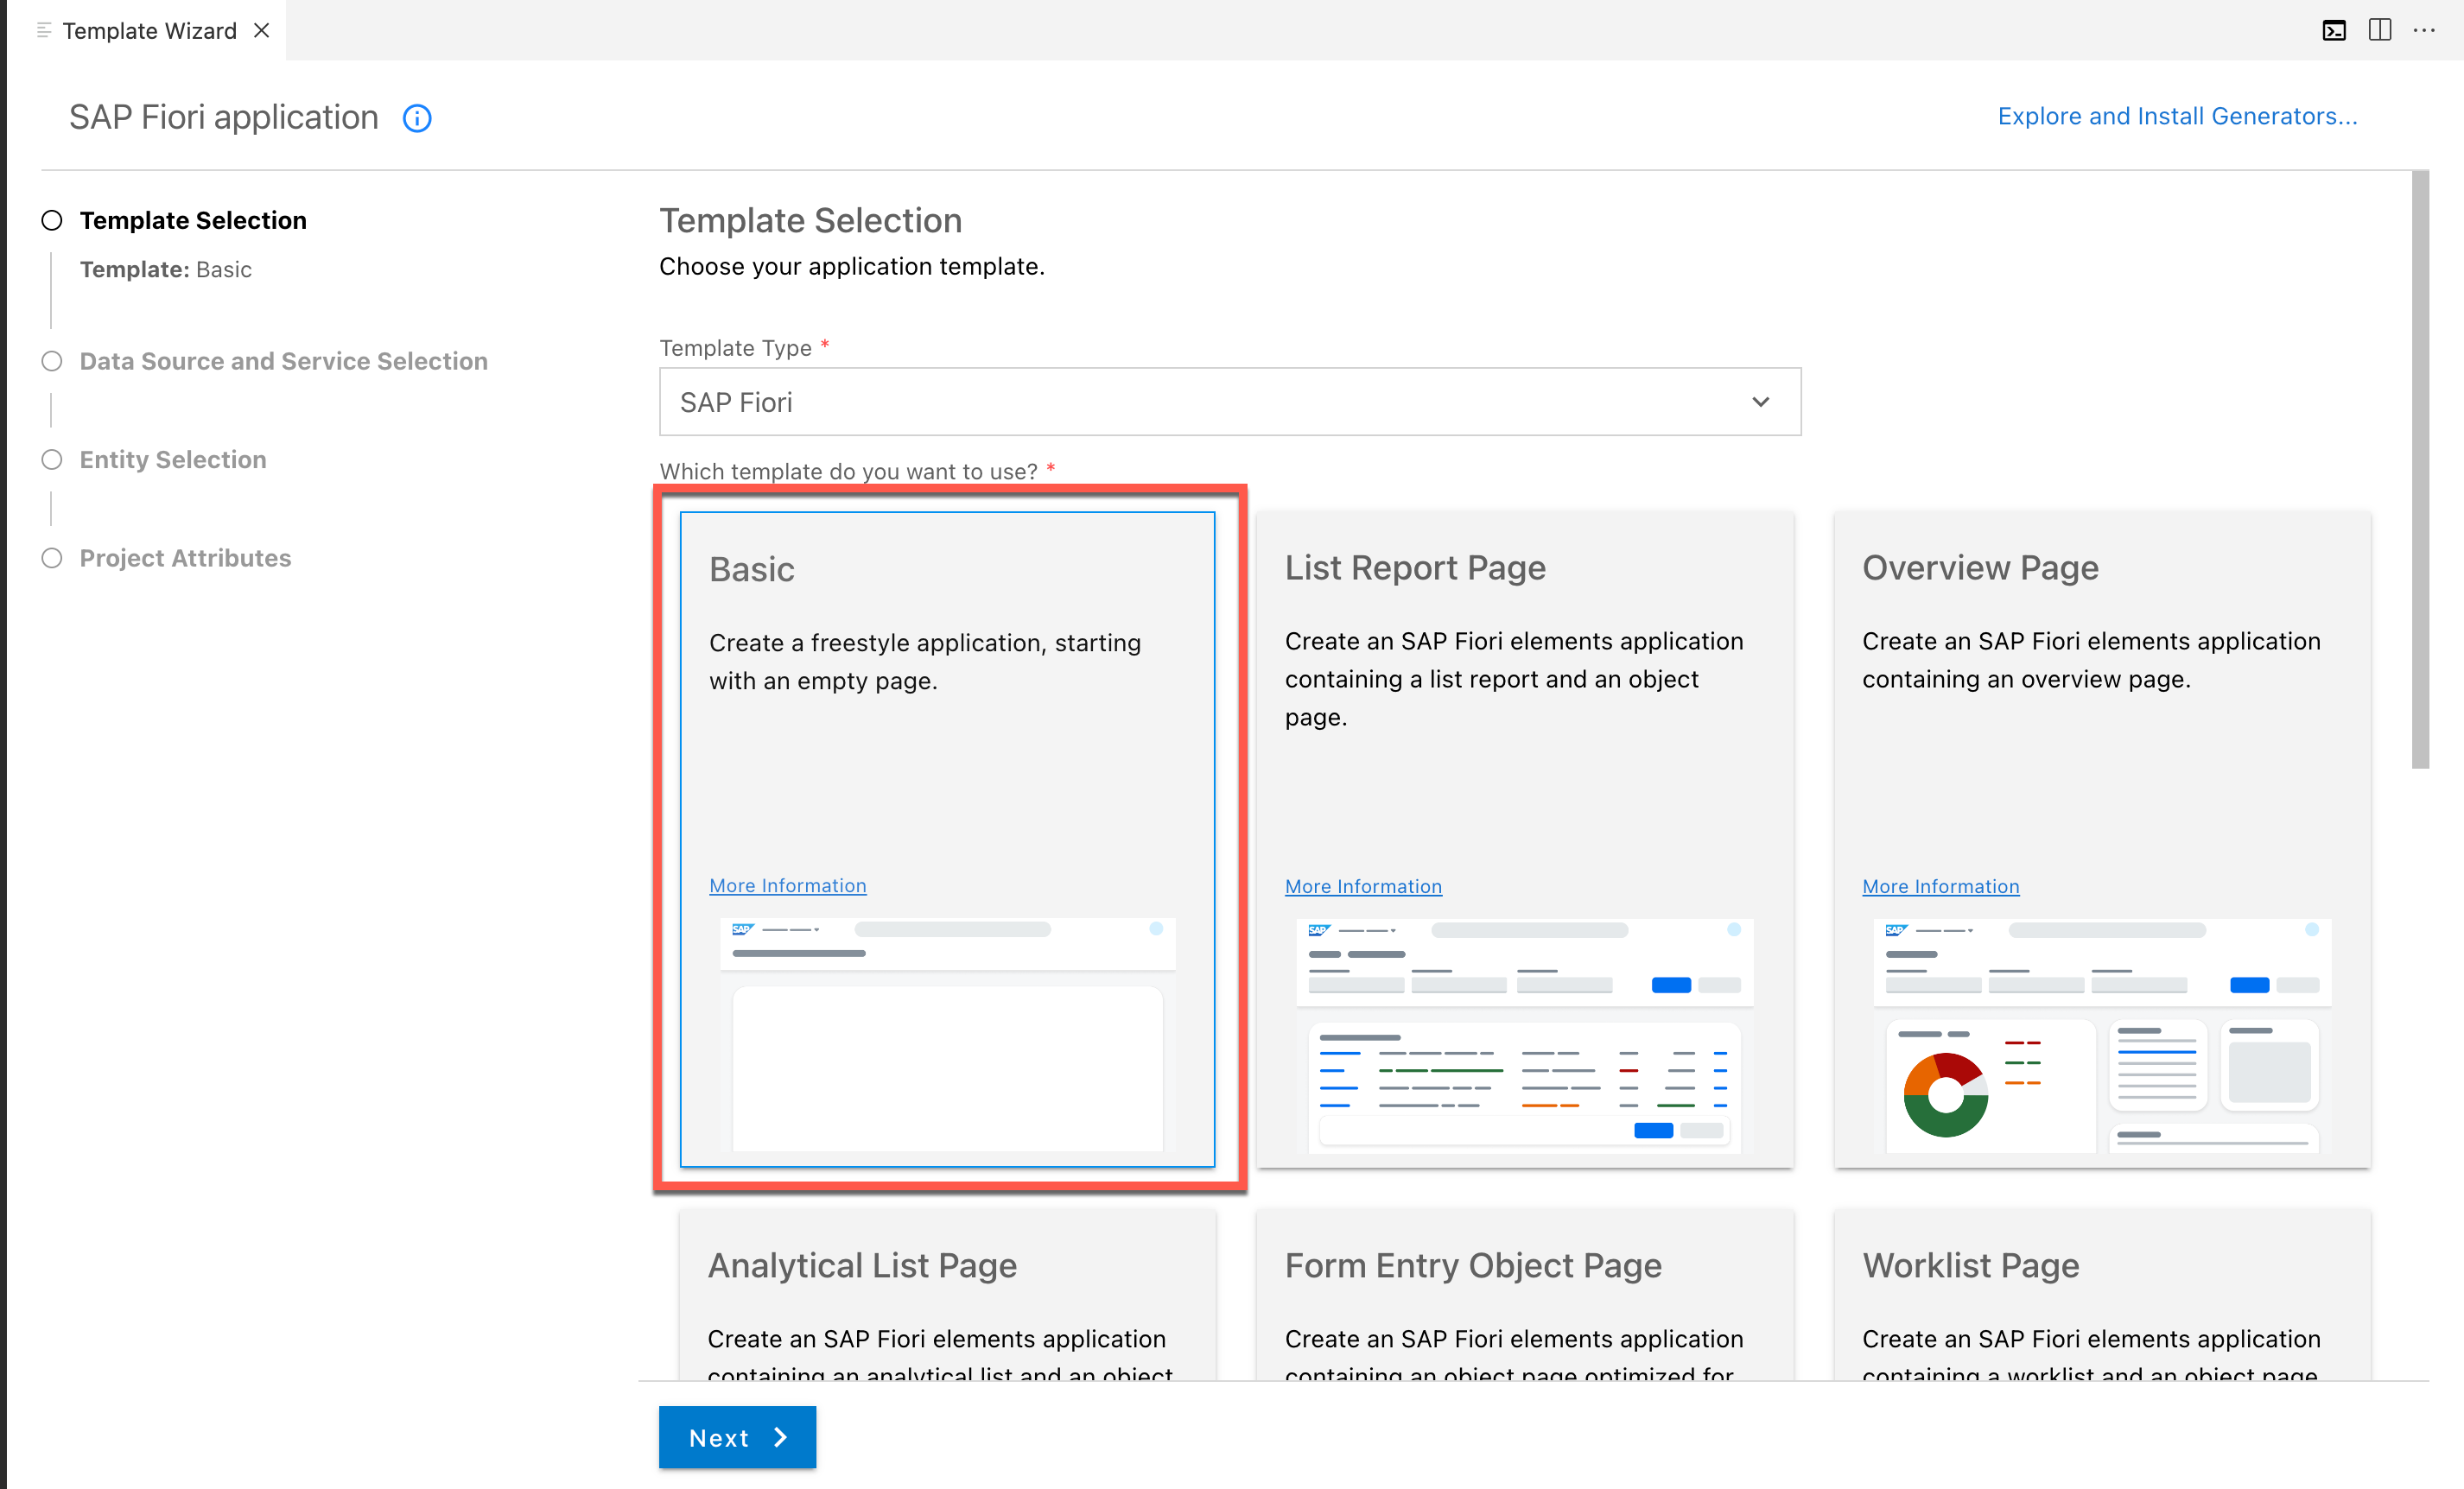 Template Wizard
SAP Fiori application
Explore and Install Generators...
Template Selection
Template: Basic
Data Source and Service Selection
Entity Selection
Project Attributes
Template Selection
Choose your application template.
Template Type *
SAP Fiori
Which template do you want to use? *
Basic
Create a freestyle application, starting
with an empty page.
More Information
SAP
List Report Page
Create an SAP Fiori elements application
containing a list report and an object
page.
More Information
SAP
Overview Page
Create an SAP Fiori elements application
containing an overview page.
More Information
SAP
Analytical List Page
Create an SAP Fiori elements application
containing an analytical list and an object
Form Entry Object Page
Create an SAP Fiori elements application
containing an object page optimized for
Worklist Page
Create an SAP Fiori elements application
containing a worklist and an object page
Next